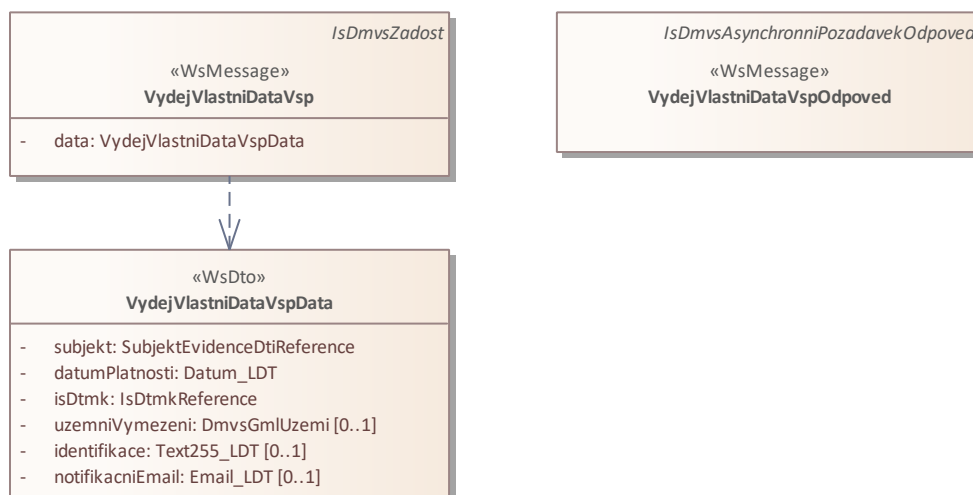 IsDmvsZadost
«WsMessage»
VydejVlastniDataVsp
- data: VydejVlastniDataVspData
IsDmvsAsynchronniPozadavekOdpoved
«WsMessage»
VydejVlastniDataVspOdpoved
«WsDto»
VydejVlastniDataVspData
- subjekt: SubjektEvidenceDtiReference
- datumPlatnosti: Datum_LDT
- isDtmk: IsDtmkReference
- uzemniVymezeni: DmvsGmlUzemi [0..1]
- identifikace: Text255_LDT [0..1]
- notifikacniEmail: Email_LDT [0..1]